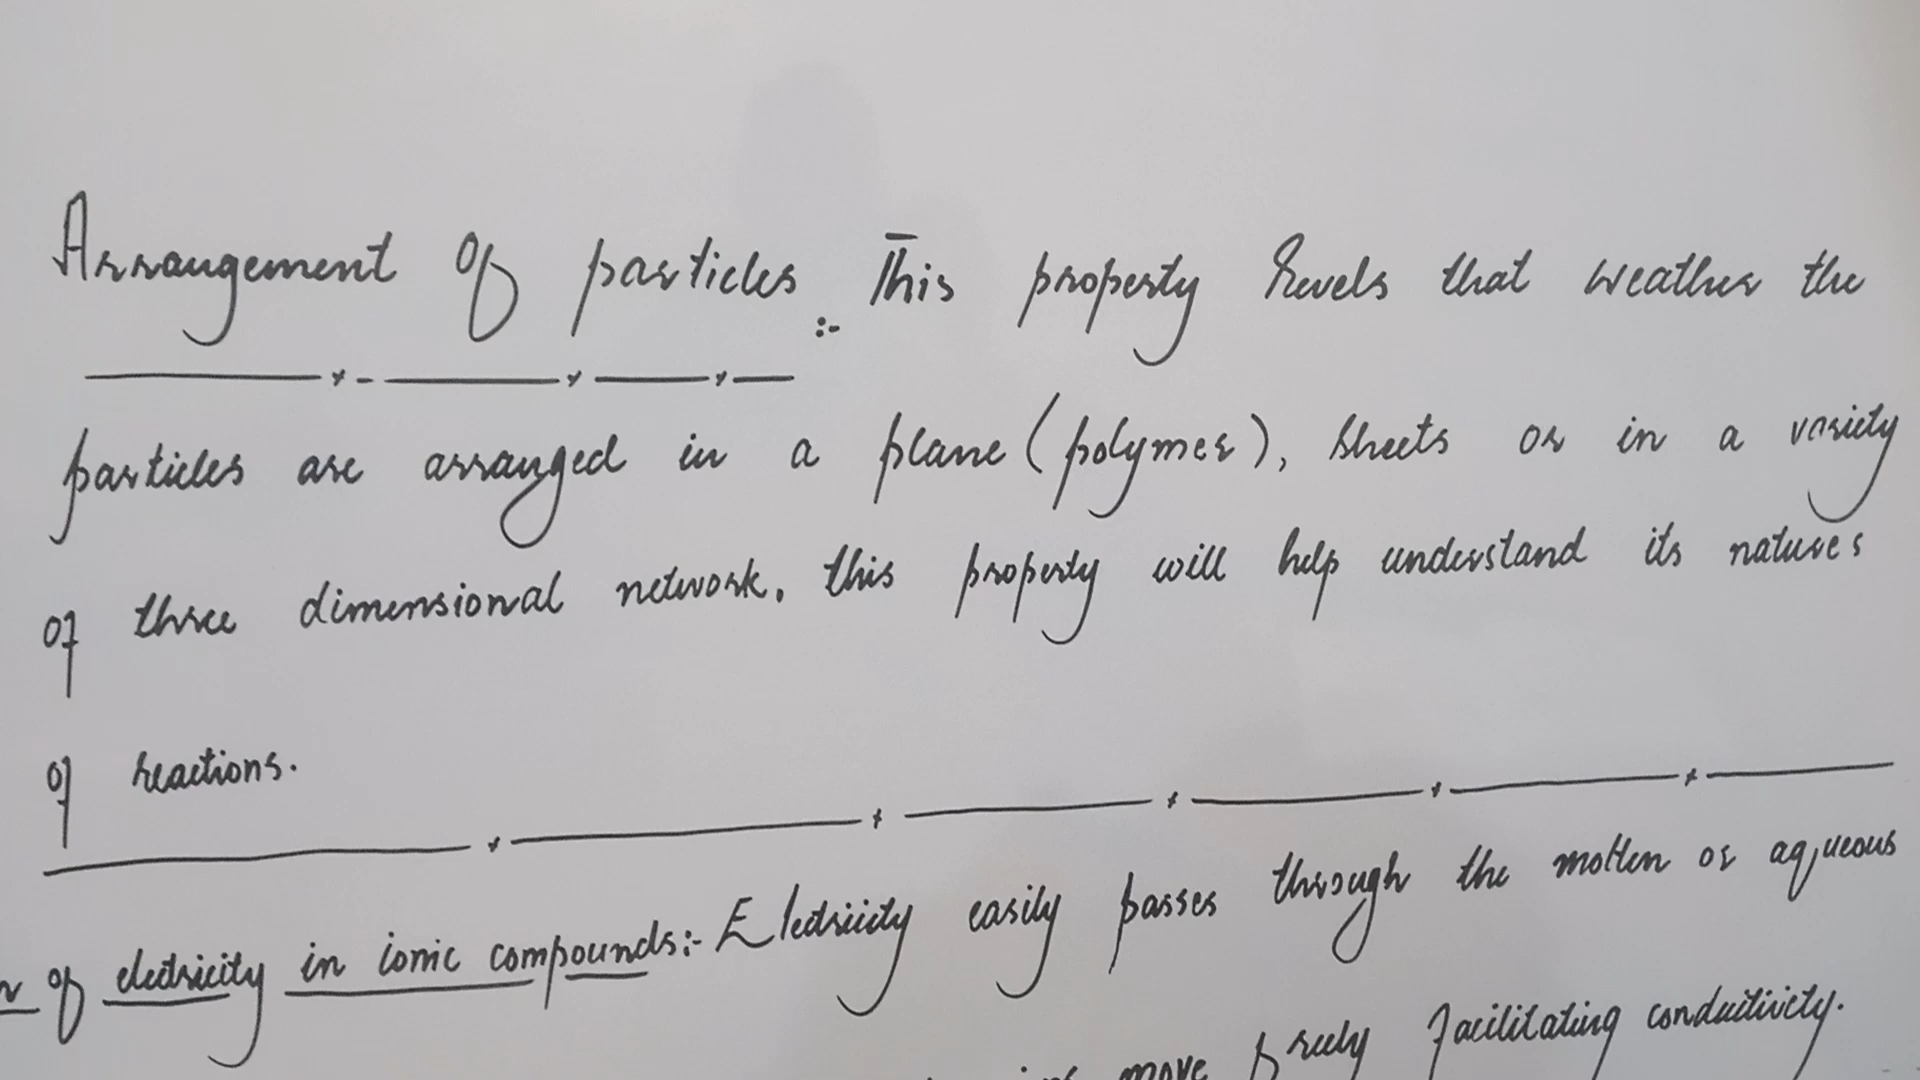 Arrangement of particles :- This property Revels that weather the
particles are arranged in a plane (polymer), sheets or in a variety
of three dimensional network, this property will help understand its natures
of reactions.
of electricity in ionic compounds:- Electricity easily passes through the molten or aqueous
move freely facilitating conductivity.